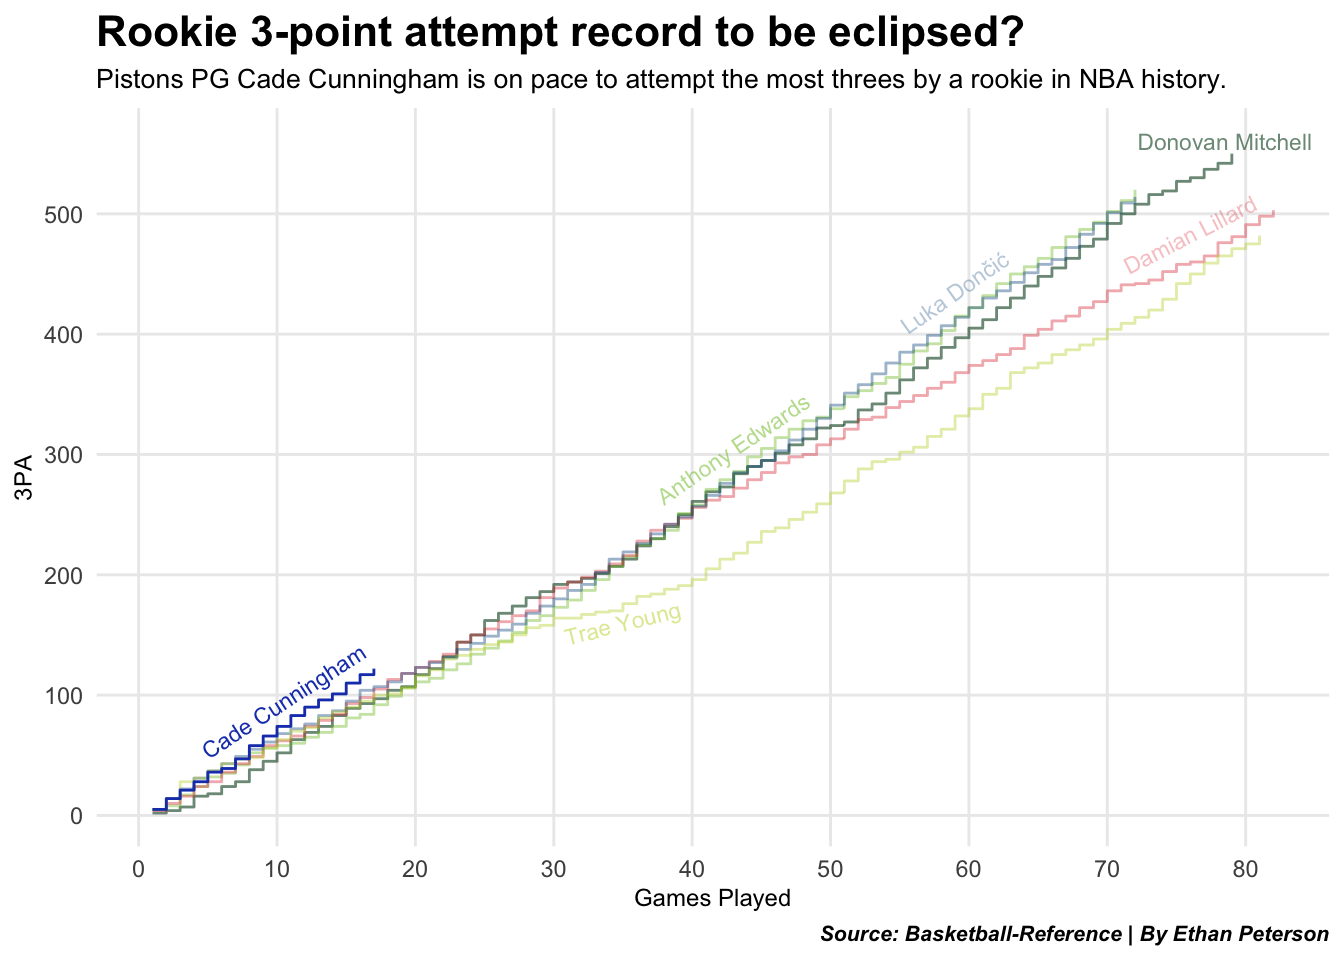 Rookie 3-point attempt record to be eclipsed?
Pistons PG Cade Cunningham is on pace to attempt the most threes by a rookie in NBA history.
Donovan Mitchell
Damian Lillard
Luka Dončić
Anthony Edwards
Trae Young
Cade Cunningham
500
400
300
200
100
0
3PA
0 10 20 30 40 50 60 70 80
Games Played
Source: Basketball-Reference | By Ethan Peterson